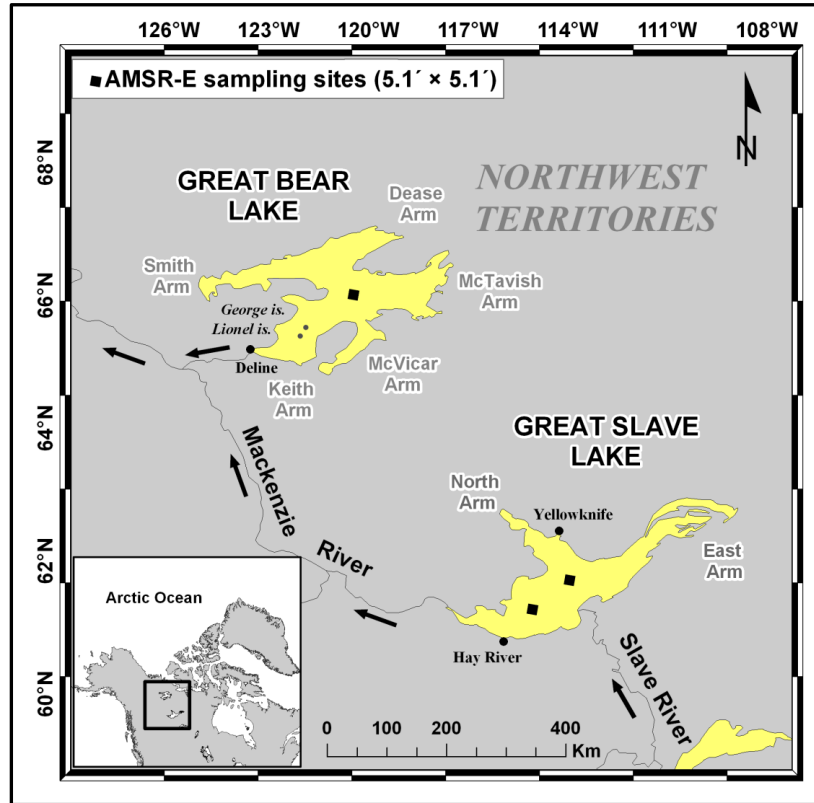 126°W 123°W 120°W 117°W 114°W 108°W
AMSR-E sampling sites (5.1´ × 5.1´)
N
68°N
66°N
64°N
62°N
60°N
GREAT BEAR
LAKE
NORTHWEST
TERRITORIES
Dease
Arm
Smith
Arm
McTavish
Arm
George is.
Lionel is.
Deline
McVicar
Arm
Keith
Arm
GREAT SLAVE
LAKE
Mackenzie
River
North
Arm
Yellowknife
East
Arm
Hay River
Slave River
Arctic Ocean
0 100 200 300 400
Km